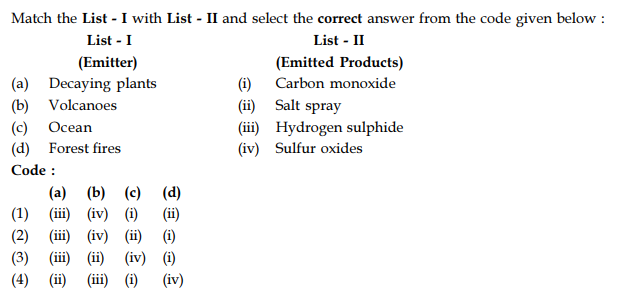 Match the List - I with List - II and select the correct answer from the code given below :
List - I List - II
(Emitter) (Emitted Products)
(a) Decaying plants (i) Carbon monoxide
(b) Volcanoes (ii) Salt spray
(c) Ocean (iii) Hydrogen sulphide
(d) Forest fires (iv) Sulfur oxides
Code :
(a) (b) (c) (d)
(1) (iii) (iv) (i) (ii)
(2) (iii) (iv) (ii) (i)
(3) (iii) (ii) (iv) (i)
(4) (ii) (iii) (i) (iv)